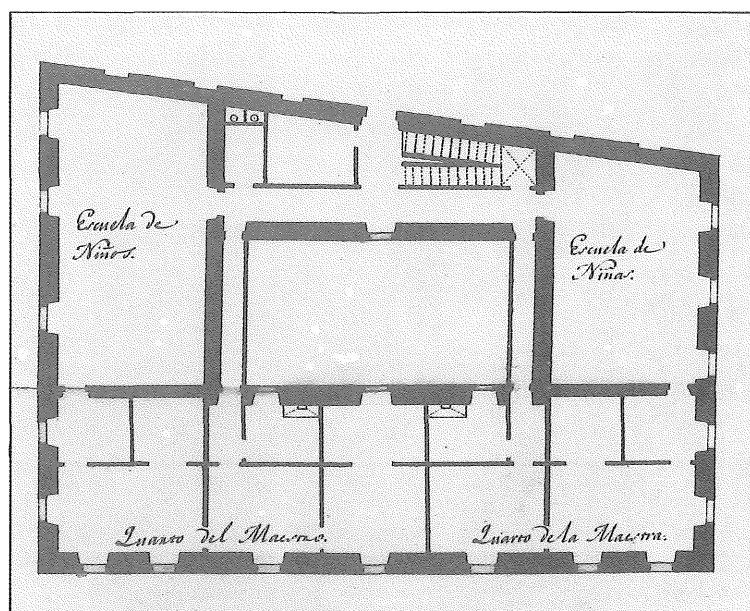 Escuela de
Niños.
Escuela de
Niñas.
Quarto del Maestro.
Quarto de la Maestra.